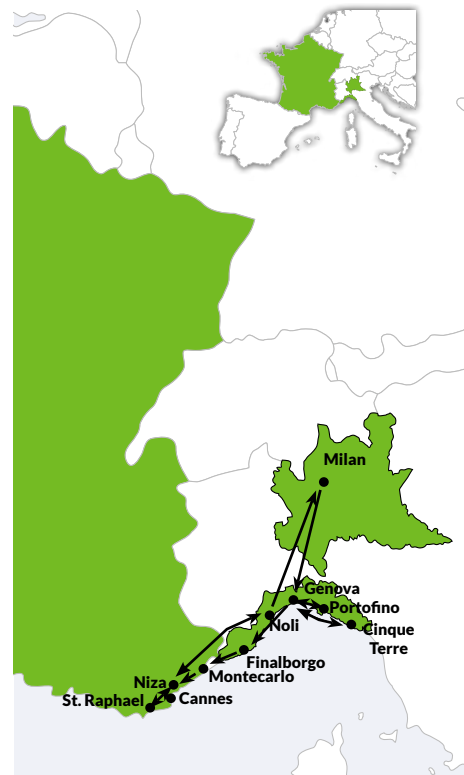 Milan
Genova
Portofino
Noli
Cinque
Terre
Finalborgo
Montecarlo
Niza
St. Raphael
Cannes